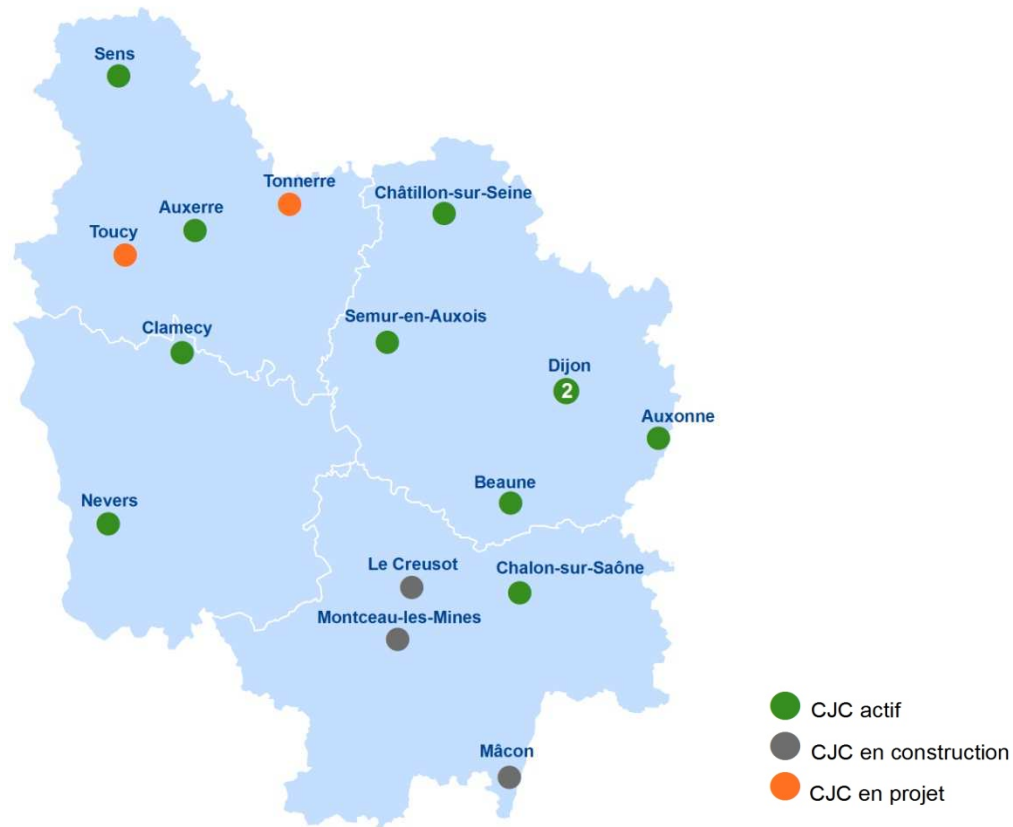 Sens
Tonnerre
Châtillon-sur-Seine
Auxerre
Toucy
Clamecy
Semur-en-Auxois
Dijon
2
Auxonne
Beaune
Nevers
Le Creusot
Chalon-sur-Saône
Montceau-les-Mines
Mâcon
CJC actif
CJC en construction
CJC en projet